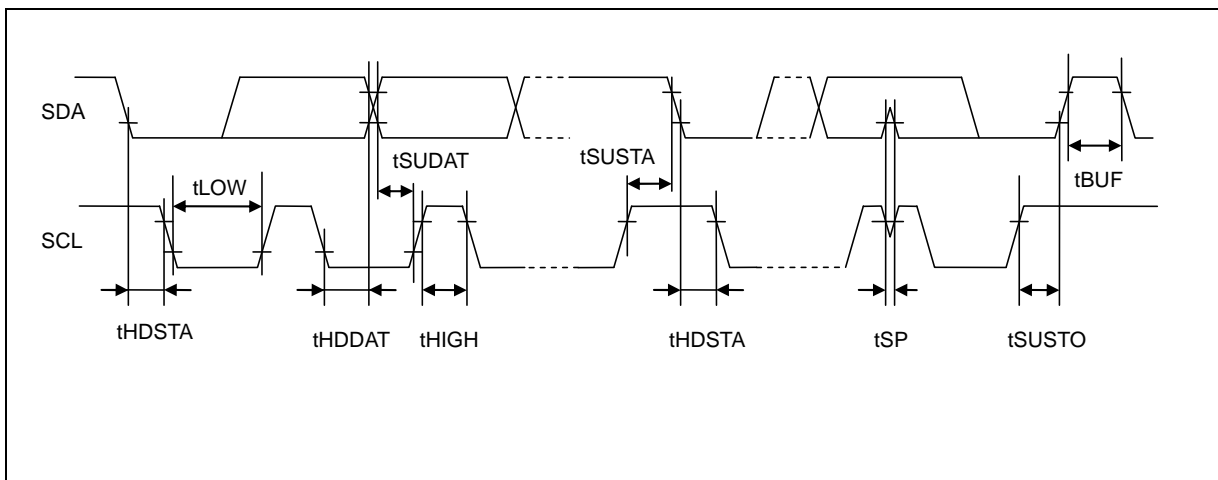 SDA
tSUDAT
tSUSTA
tLOW
tBUF
SCL
tHDSTA
tHDDAT
tHIGH
tHDSTA
tSP
tSUSTO